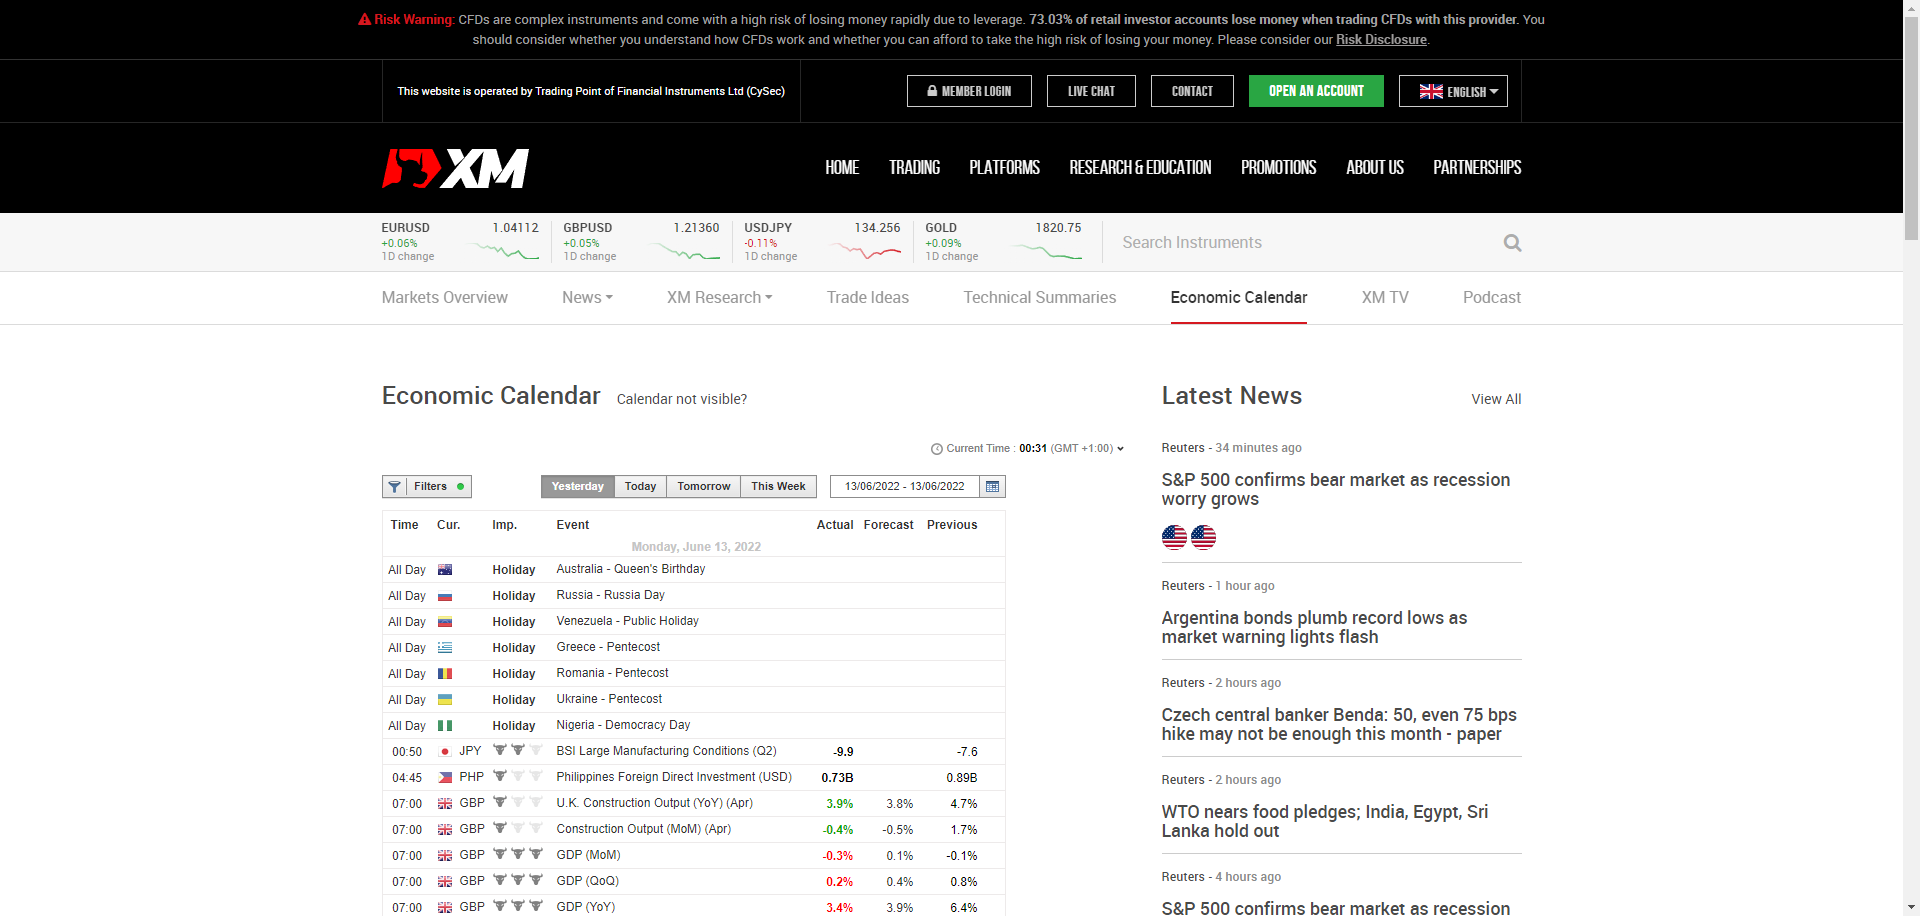 Risk Warning: CFDs are complex instruments and come with a high risk of losing money rapidly due to leverage. 73.03% of retail investor accounts lose money when trading CFDs with this provider. You
should consider whether you understand how CFDs work and whether you can afford to take the high risk of losing your money. Please consider our Risk Disclosure.
This website is operated by Trading Point of Financial Instruments Ltd (CySec)
MEMBER LOGIN
LIVE CHAT
CONTACT
OPEN AN ACCOUNT
ENGLISH
XM
HOME TRADING PLATFORMS RESEARCH & EDUCATION PROMOTIONS ABOUT US PARTNERSHIPS
EURUSD 1.04112
+0.06%
1D change
GBPUSD 1.21360
+0.05%
1D change
USDJPY 134.256
-0.11%
1D change
GOLD 1820.75
+0.09%
1D change
Search Instruments
Markets Overview News XM Research Trade Ideas Technical Summaries Economic Calendar XM TV Podcast
Economic Calendar Calendar not visible?
Current Time : 00:31 (GMT +1:00)
Filters
Yesterday Today Tomorrow This Week
13/06/2022 - 13/06/2022
Time Cur. Imp. Event Actual Forecast Previous
Monday, June 13, 2022
All Day Holiday Australia - Queen's Birthday
All Day Holiday Russia - Russia Day
All Day Holiday Venezuela - Public Holiday
All Day Holiday Greece - Pentecost
All Day Holiday Romania - Pentecost
All Day Holiday Ukraine - Pentecost
All Day Holiday Nigeria - Democracy Day
00:50 JPY BSI Large Manufacturing Conditions (Q2) -9.9 -7.6
04:45 PHP Philippines Foreign Direct Investment (USD) 0.73B 0.89B
07:00 GBP U.K. Construction Output (YoY) (Apr) 3.9% 3.8% 4.7%
07:00 GBP Construction Output (MoM) (Apr) -0.4% -0.5% 1.7%
07:00 GBP GDP (MoM) -0.3% 0.1% -0.1%
07:00 GBP GDP (QoQ) 0.2% 0.4% 0.8%
07:00 GBP GDP (YoY) 3.4% 3.9% 6.4%
Latest News View All
Reuters - 34 minutes ago
S&P 500 confirms bear market as recession
worry grows
Reuters - 1 hour ago
Argentina bonds plumb record lows as
market warning lights flash
Reuters - 2 hours ago
Czech central banker Benda: 50, even 75 bps
hike may not be enough this month - paper
Reuters - 2 hours ago
WTO nears food pledges; India, Egypt, Sri
Lanka hold out
Reuters - 4 hours ago
S&P 500 confirms bear market as recession